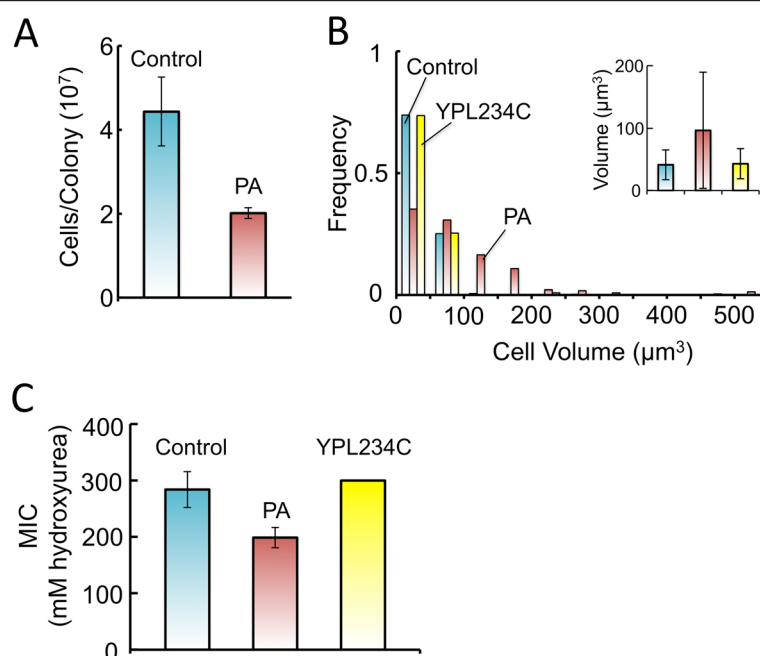 A
Cells/Colony (10⁷)
6
4
2
0
Control
PA
B
Frequency
1
0.5
0
Control
YPL234C
PA
0 100 200 300 400 500
Cell Volume (µm³)
Volume (µm³)
200
100
0
C
MIC
(mM hydroxyurea)
400
300
200
100
0
Control
PA
YPL234C